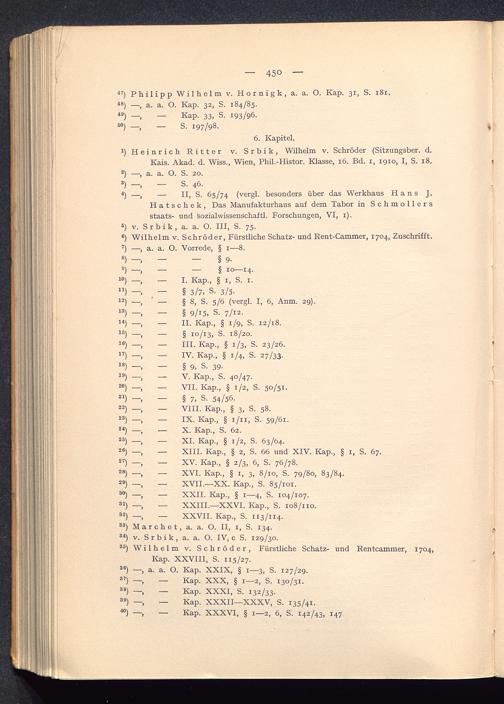 — 450 —
⁴⁷) Philipp Wilhelm v. Hornigk, a. a. O. Kap. 31, S. 181.
⁴⁸) —, a. a. O. Kap. 32, S. 184/85.
⁴⁹) —, — Kap. 33, S. 193/96.
⁵⁰) —, — S. 197/98.
6. Kapitel.
¹) Heinrich Ritter v. Srbik, Wilhelm v. Schröder (Sitzungsber. d.
Kais. Akad. d. Wiss., Wien, Phil.-Histor. Klasse, 16. Bd. 1, 1910, I, S. 18.
²) —, a. a. O. S. 20.
³) —, — S. 46.
⁴) —, — II, S. 65/74 (vergl. besonders über das Werkhaus Hans J.
Hatschek, Das Manufakturhaus auf dem Tabor in Schmollers
staats- und sozialwissenschaftl. Forschungen, VI, 1).
⁵) v. Srbik, a. a. O. III, S. 75.
⁶) Wilhelm v. Schröder, Fürstliche Schatz- und Rent-Cammer, 1704, Zuschrifft.
⁷) —, a. a. O. Vorrede, § 1—8.
⁸) —, — — § 9.
⁹) —, — — § 10—14.
¹⁰) —, — I. Kap., § 1, S. 1.
¹¹) —, — § 3/7, S. 3/5.
¹²) —, — § 8, S. 5/6 (vergl. I, 6, Anm. 29).
¹³) —, — § 9/15, S. 7/12.
¹⁴) —, — II. Kap., § 1/9, S. 12/18.
¹⁵) —, — § 10/13, S. 18/20.
¹⁶) —, — III. Kap., § 1/3, S. 23/26.
¹⁷) —, — IV. Kap., § 1/4, S. 27/33.
¹⁸) —, — § 9, S. 39.
¹⁹) —, — V. Kap., S. 40/47.
²⁰) —, — VII. Kap., § 1/2, S. 50/51.
²¹) —, — § 7, S. 54/56.
²²) —, — VIII. Kap., § 3, S. 58.
²³) —, — IX. Kap., § 1/11, S. 59/61.
²⁴) —, — X. Kap., S. 62.
²⁵) —, — XI. Kap., § 1/2, S. 63/64.
²⁶) —, — XIII. Kap., § 2, S. 66 und XIV. Kap., § 1, S. 67.
²⁷) —, — XV. Kap., § 2/3, 6, S. 76/78.
²⁸) —, — XVI. Kap., § 1, 3, 8/10, S. 79/80, 83/84.
²⁹) —, — XVII.—XX. Kap., S. 85/101.
³⁰) —, — XXII. Kap., § 1—4, S. 104/107.
³¹) —, — XXIII.—XXVI. Kap., S. 108/110.
³²) —, — XXVII. Kap., S. 113/114.
³³) Marchet, a. a. O. II, 1, S. 134.
³⁴) v. Srbik, a. a. O. IV, c S. 129/30.
³⁵) Wilhelm v. Schröder, Fürstliche Schatz- und Rentcammer, 1704,
Kap. XXVIII, S. 115/27.
³⁶) —, a. a. O. Kap. XXIX, § 1—3, S. 127/29.
³⁷) —, — Kap. XXX, § 1—2, S. 130/31.
³⁸) —, — Kap. XXXI, S. 132/33.
³⁹) —, — Kap. XXXII—XXXV, S. 135/41.
⁴⁰) —, — Kap. XXXVI, § 1—2, 6, S. 142/43, 147.